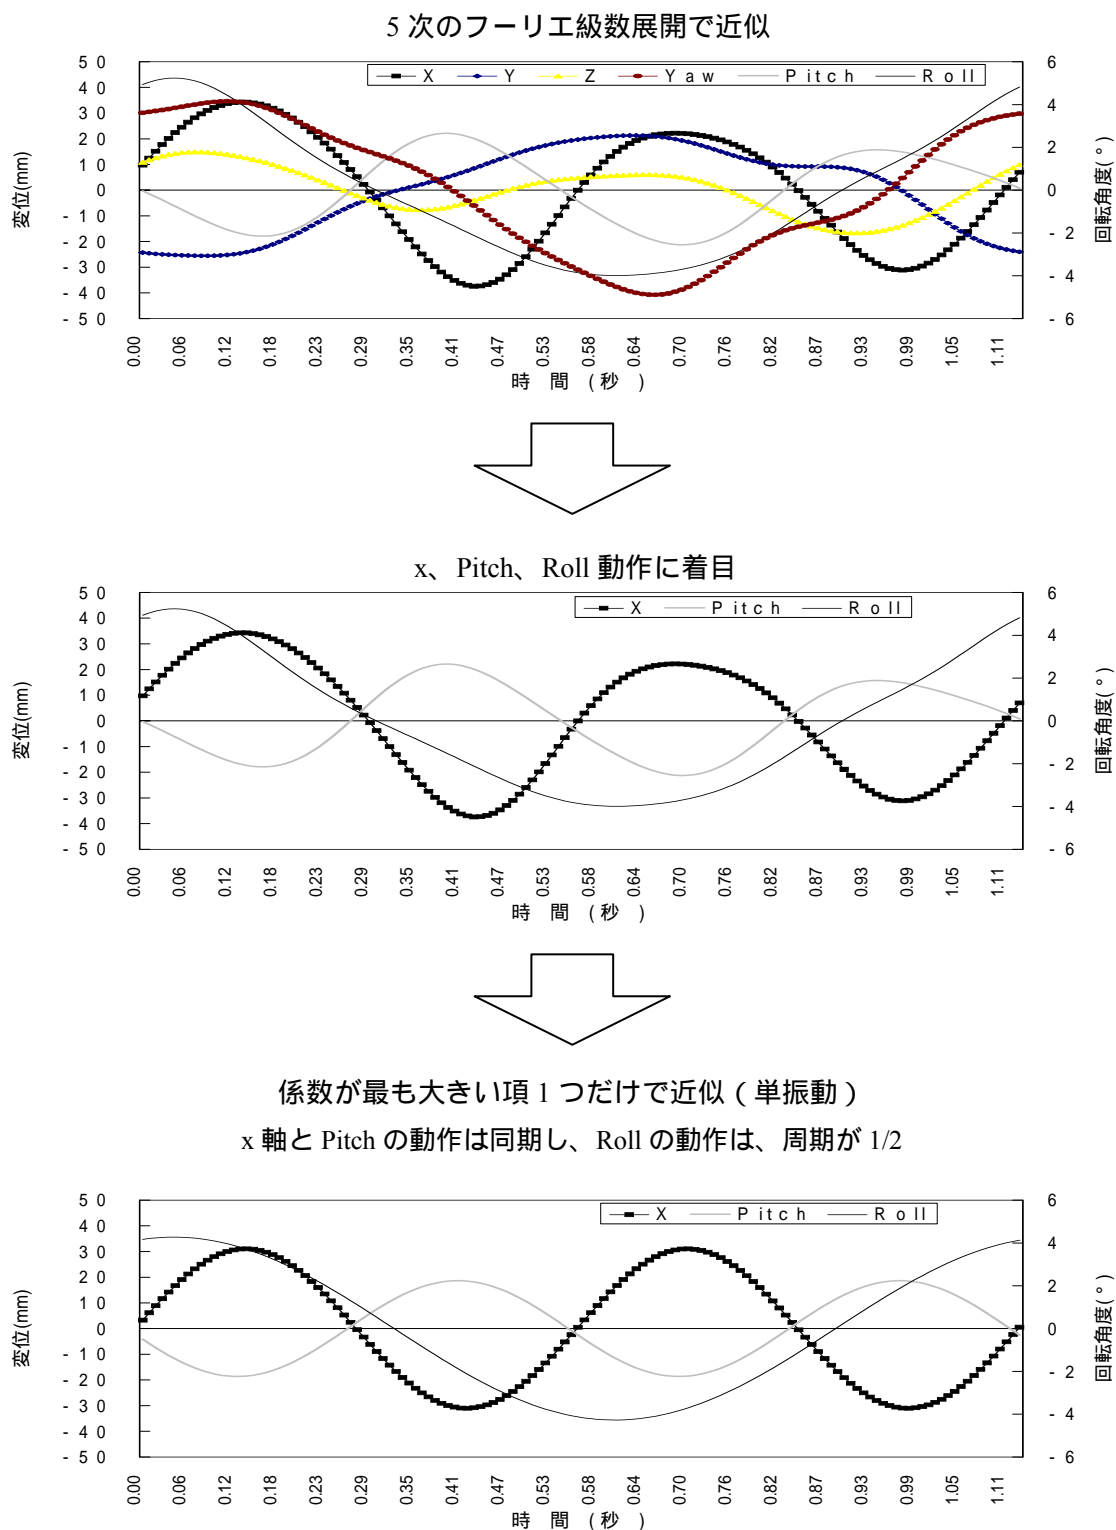 5 次のフーリエ級数展開で近似
X Y Z Yaw Pitch Roll
変位(mm)
50
40
30
20
10
0
-10
-20
-30
-40
-50
6
4
2
0
-2
-4
-6
回転角度(°)
0.00 0.06 0.12 0.18 0.23 0.29 0.35 0.41 0.47 0.53 0.58 0.64 0.70 0.76 0.82 0.87 0.93 0.99 1.05 1.11
時間(秒)
x、Pitch、Roll 動作に着目
X Pitch Roll
変位(mm)
50
40
30
20
10
0
-10
-20
-30
-40
-50
6
4
2
0
-2
-4
-6
回転角度(°)
0.00 0.06 0.12 0.18 0.23 0.29 0.35 0.41 0.47 0.53 0.58 0.64 0.70 0.76 0.82 0.87 0.93 0.99 1.05 1.11
時間(秒)
係数が最も大きい項 1 つだけで近似(単振動)
x 軸と Pitch の動作は同期し、Roll の動作は、周期が 1/2
X Pitch Roll
変位(mm)
50
40
30
20
10
0
-10
-20
-30
-40
-50
6
4
2
0
-2
-4
-6
回転角度(°)
0.00 0.06 0.12 0.18 0.23 0.29 0.35 0.41 0.47 0.53 0.58 0.64 0.70 0.76 0.82 0.87 0.93 0.99 1.05 1.11
時間(秒)